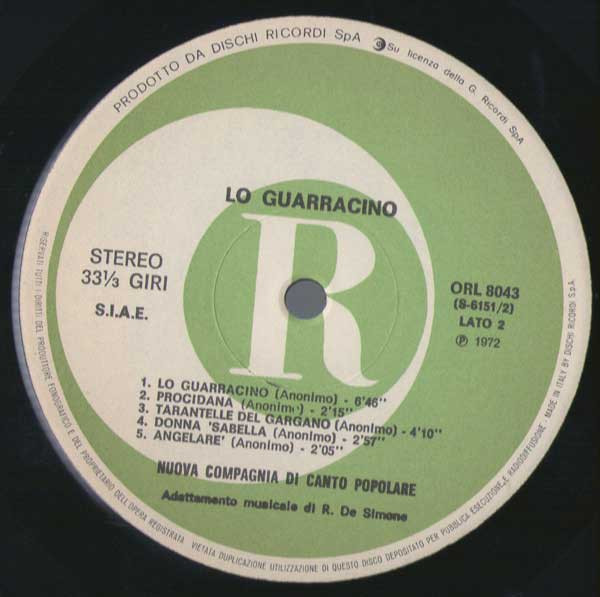 PRODOTTO DA DISCHI RICORDI SpA
Su licenza della G. Ricordi SpA
LO GUARRACINO
R
STEREO
33⅓ GIRI
S.I.A.E.
ORL 8043
(S-6151/2)
LATO 2
Ⓟ 1972
1. LO GUARRACINO (Anonimo) - 6'46"
2. PROCIDANA (Anonimo) - 2'15"
3. TARANTELLE DEL GARGANO (Anonimo) - 4'10"
4. DONNA 'SABELLA (Anonimo) - 2'57"
5. ANGELARE' (Anonimo) - 2'05"
NUOVA COMPAGNIA DI CANTO POPOLARE
Adattamento musicale di R. De Simone
RISERVATI TUTTI I DIRITTI DEL PRODUTTORE FONOGRAFICO E DEL PROPRIETARIO DELL'OPERA REGISTRATA - VIETATA DUPLICAZIONE UTILIZZAZIONE DI QUESTO DISCO DEPOSITATO PER PUBBLICA ESECUZIONE E RADIODIFFUSIONE - MADE IN ITALY BY DISCHI RICORDI S.p.A.